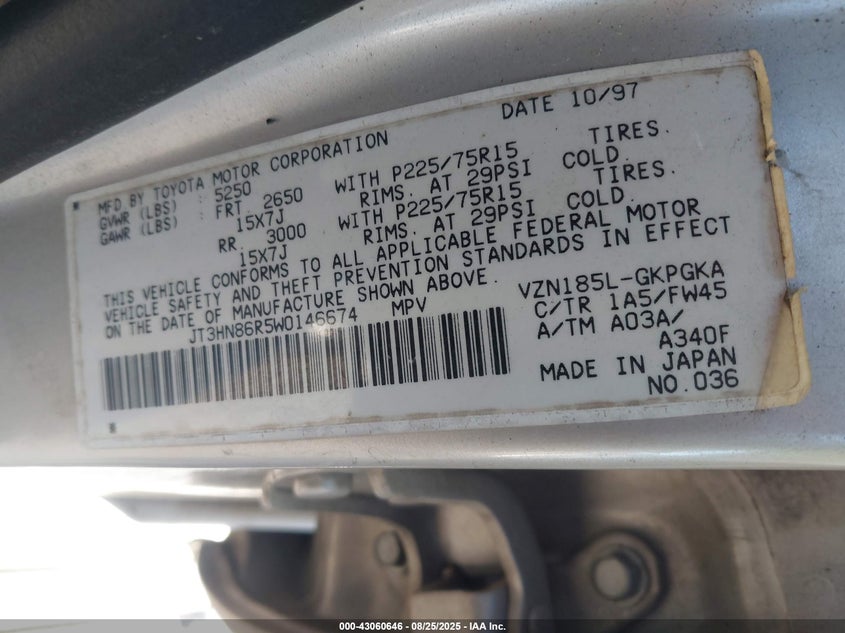 DATE 10/97
MFD BY TOYOTA MOTOR CORPORATION
GVWR (LBS) : 5250
GAWR (LBS) : FRT 2650 WITH P225/75R15 TIRES.
15X7J RIMS. AT 29PSI COLD.
RR. 3000 WITH P225/75R15 TIRES.
15X7J RIMS. AT 29PSI COLD.
THIS VEHICLE CONFORMS TO ALL APPLICABLE FEDERAL MOTOR
VEHICLE SAFETY AND THEFT PREVENTION STANDARDS IN EFFECT
ON THE DATE OF MANUFACTURE SHOWN ABOVE.
JT3HN86R5W0146674 MPV
VZN185L-GKPGKA
C/TR 1A5/FW45
A/TM A03A/
A340F
MADE IN JAPAN
NO.036
000-43060646 - 08/25/2025 - IAA Inc.